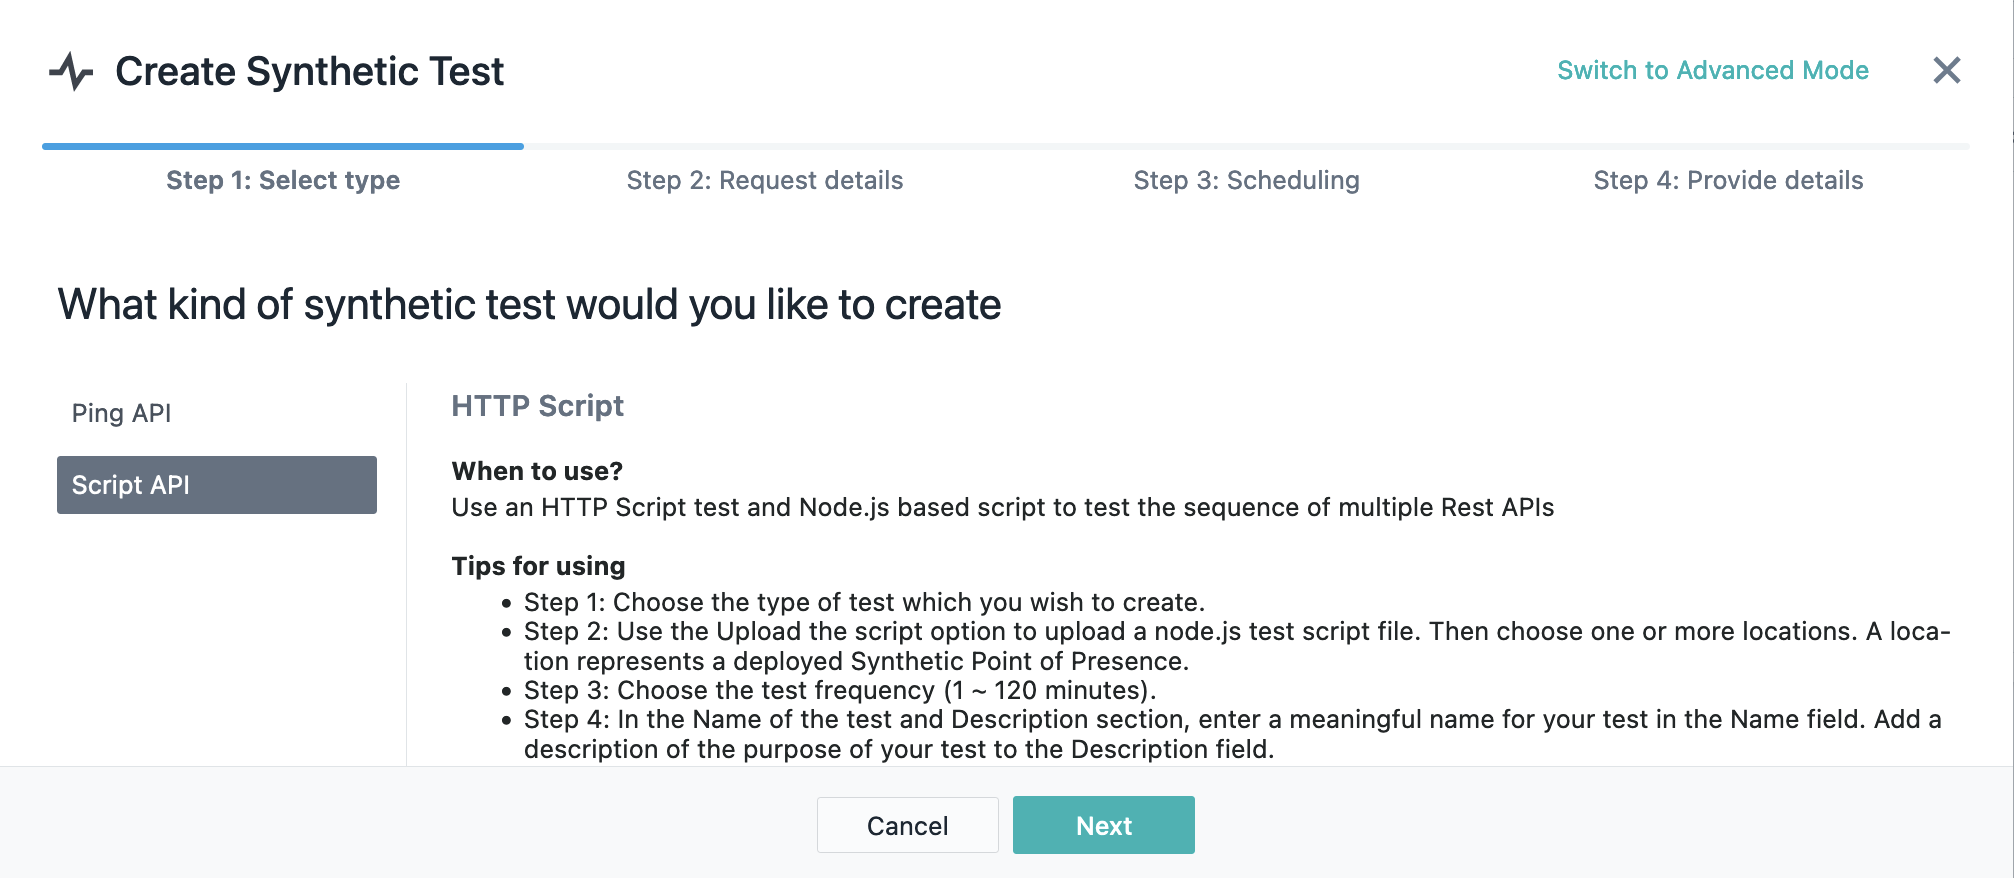 Create Synthetic Test
Switch to Advanced Mode
Step 1: Select type
Step 2: Request details
Step 3: Scheduling
Step 4: Provide details
What kind of synthetic test would you like to create
Ping API
Script API
HTTP Script
When to use?
Use an HTTP Script test and Node.js based script to test the sequence of multiple Rest APIs
Tips for using
• Step 1: Choose the type of test which you wish to create.
• Step 2: Use the Upload the script option to upload a node.js test script file. Then choose one or more locations. A loca-
tion represents a deployed Synthetic Point of Presence.
• Step 3: Choose the test frequency (1 ~ 120 minutes).
• Step 4: In the Name of the test and Description section, enter a meaningful name for your test in the Name field. Add a
description of the purpose of your test to the Description field.
Cancel
Next